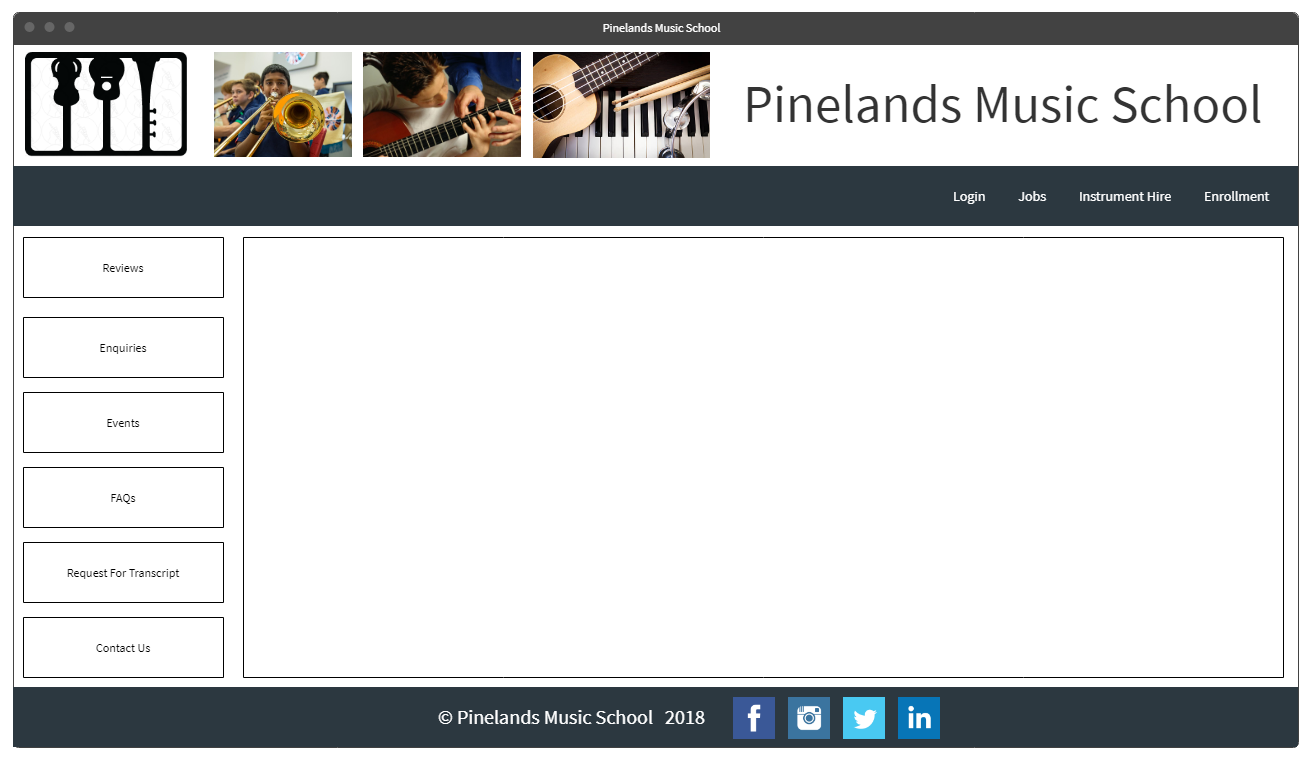 Pinelands Music School
Pinelands Music School
Login Jobs Instrument Hire Enrollment
Reviews
Enquiries
Events
FAQs
Request For Transcript
Contact Us
© Pinelands Music School 2018